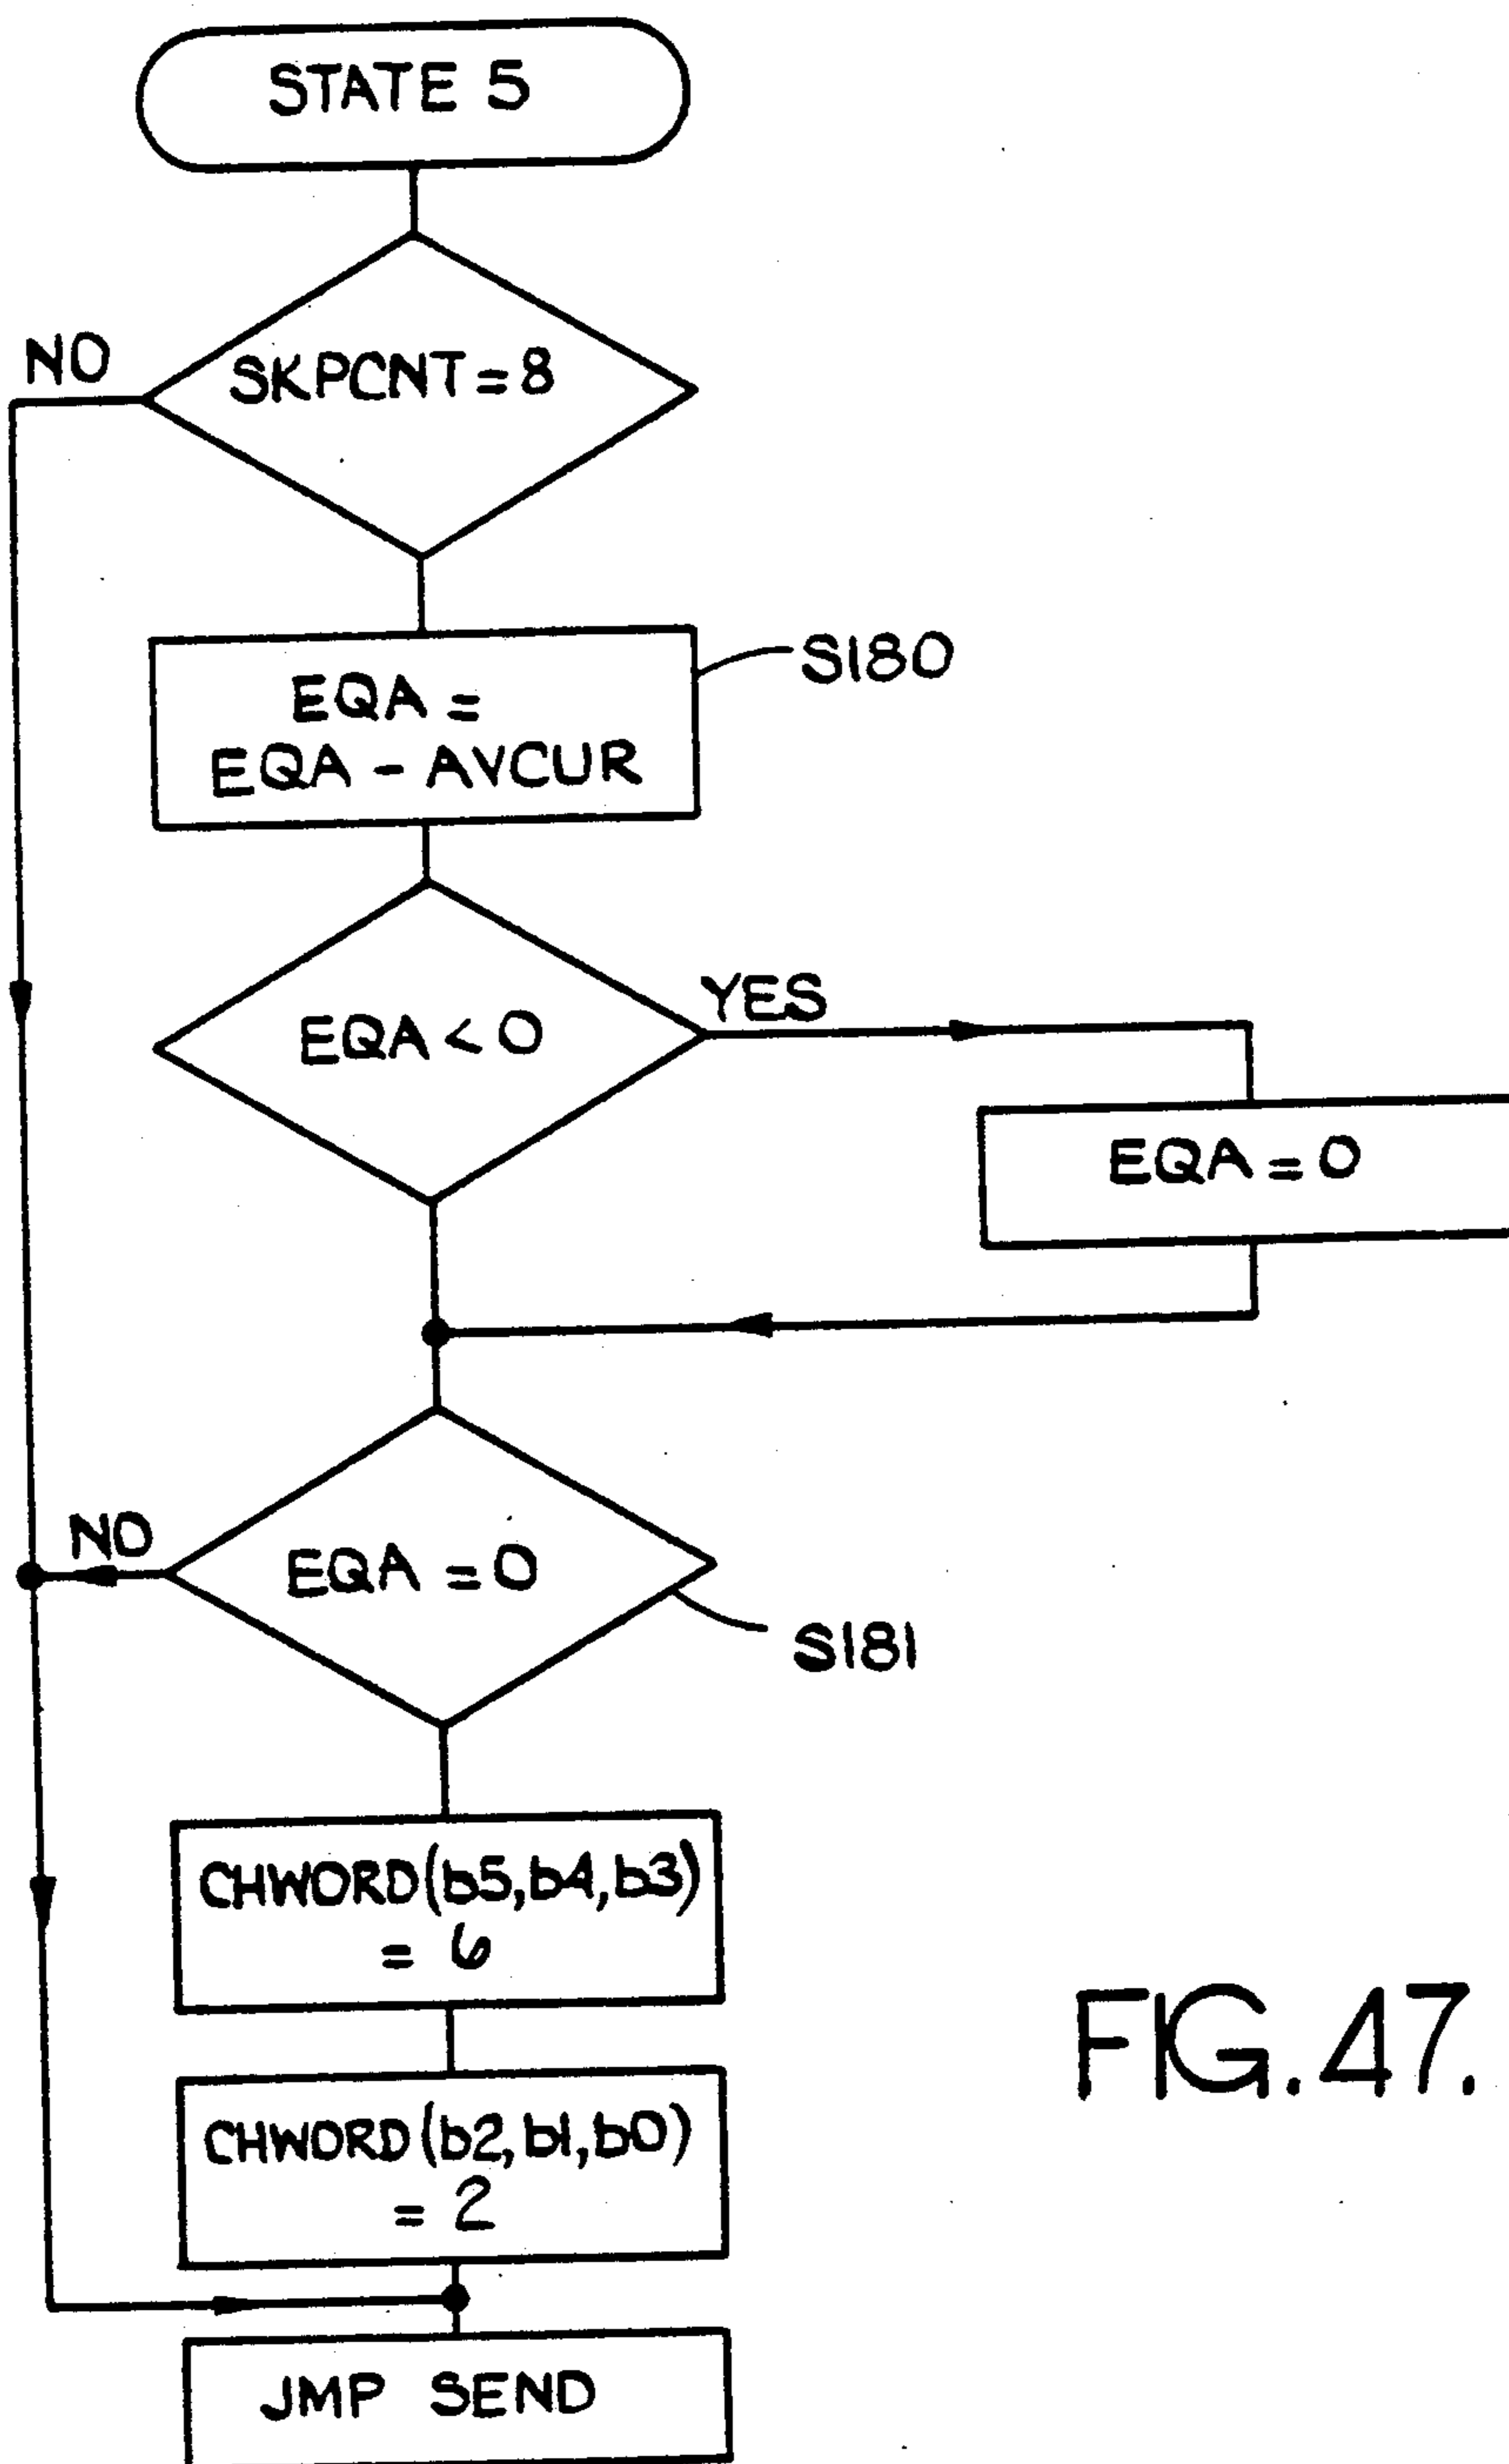 STATE 5
NO
SKPCNT=8
S180
EQA =
EQA - AVCUR
YES
EQA < 0
EQA = 0
NO
EQA = 0
S181
CHWORD(b5,b4,b3)
= 6
CHWORD(b2,b1,b0)
= 2
JMP SEND
FIG.47.